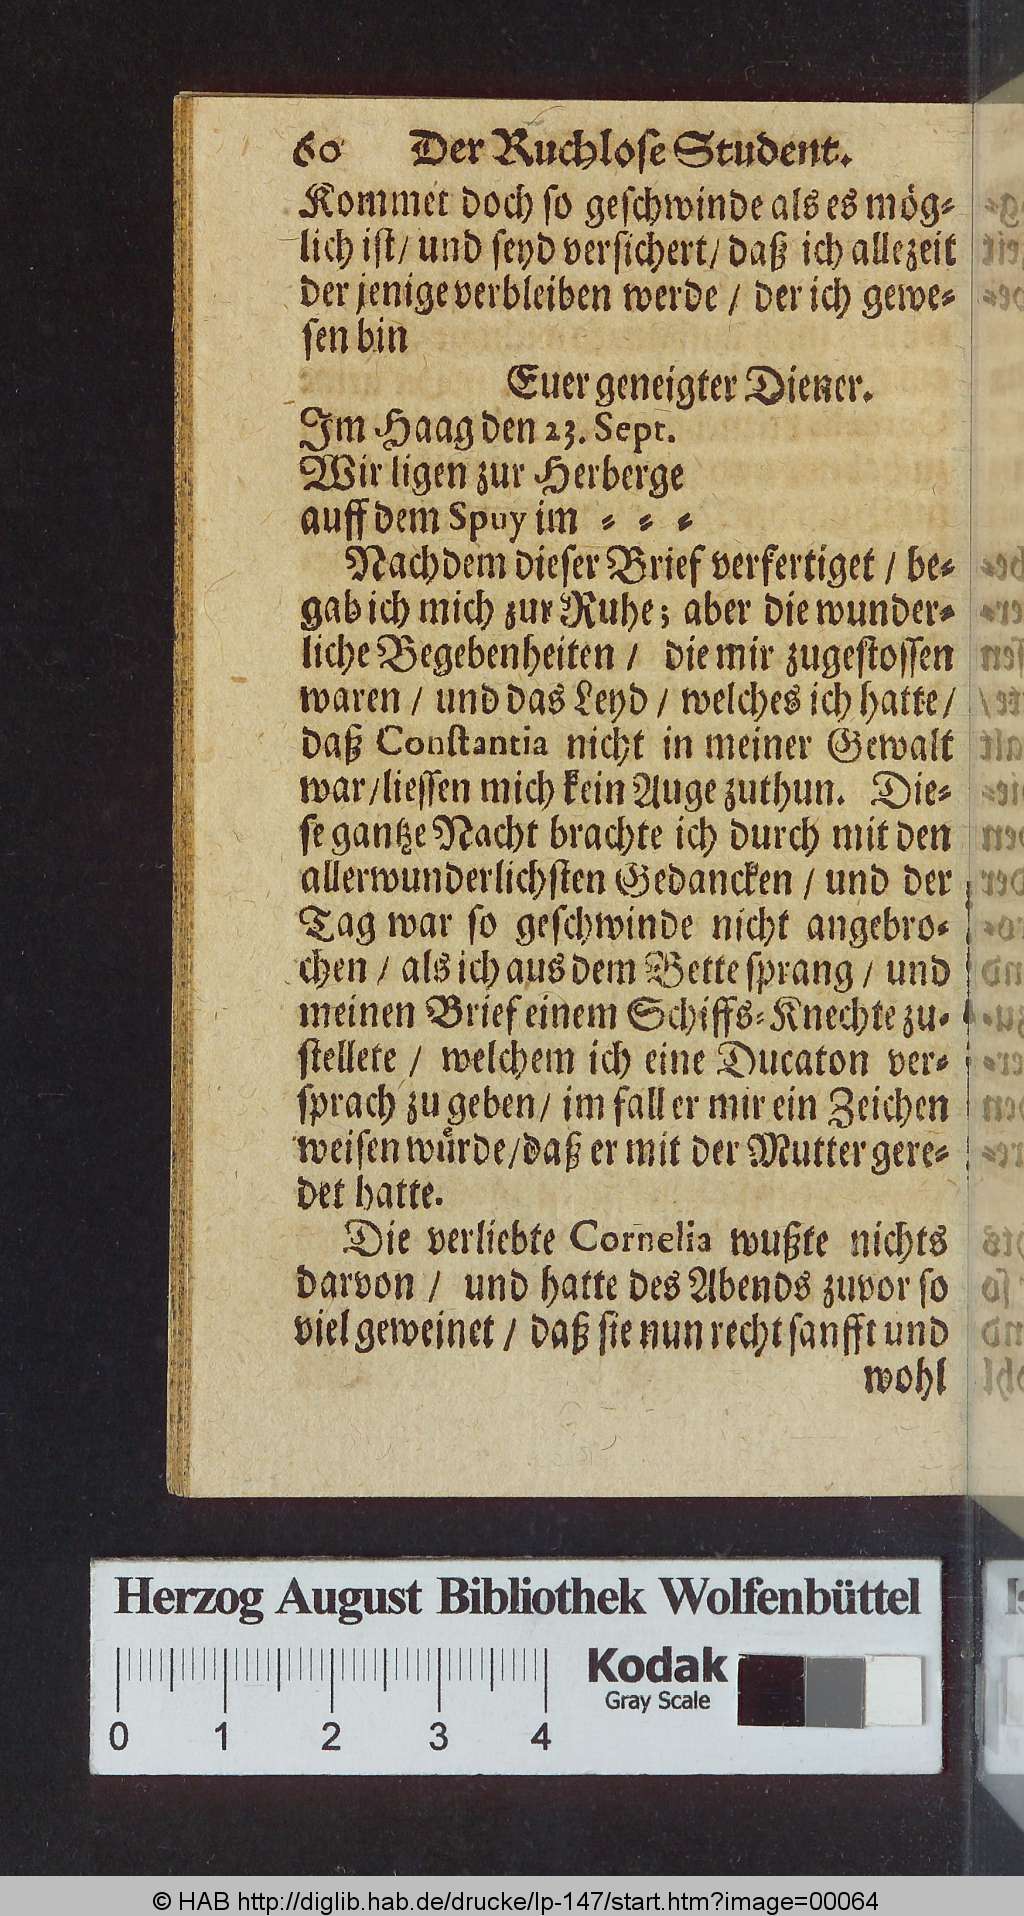 60 Der Ruchlose Student.
Kommet doch so geschwinde als es mög⸗
lich ist/ und seyd versichert/ daß ich allezeit
der jenige verbleiben werde / der ich gewe⸗
sen bin
Euer geneigter Diener.
Im Haag den 23. Sept.
Wir ligen zur Herberge
auff dem Spuy im ⸗ ⸗ ⸗
Nachdem dieser Brief verfertiget / be⸗
gab ich mich zur Ruhe; aber die wunder⸗
liche Begebenheiten / die mir zugestossen
waren / und das Leyd / welches ich hatte/
daß Constantia nicht in meiner Gewalt
war/liessen mich kein Auge zuthun. Die⸗
se gantze Nacht brachte ich durch mit den
allerwunderlichsten Gedancken / und der
Tag war so geschwinde nicht angebro⸗
chen / als ich aus dem Bette sprang / und
meinen Brief einem Schiffs⸗Knechte zu⸗
stellete / welchem ich eine Ducaton ver⸗
sprach zu geben/ im fall er mir ein Zeichen
weisen wuͤrde/daß er mit der Mutter gere⸗
det hatte.
Die verliebte Cornelia wußte nichts
darvon / und hatte des Abends zuvor so
viel geweinet / daß sie nun recht sanfft und
wohl
Herzog August Bibliothek Wolfenbüttel
Kodak
Gray Scale
0 1 2 3 4
© HAB http://diglib.hab.de/drucke/lp-147/start.htm?image=00064